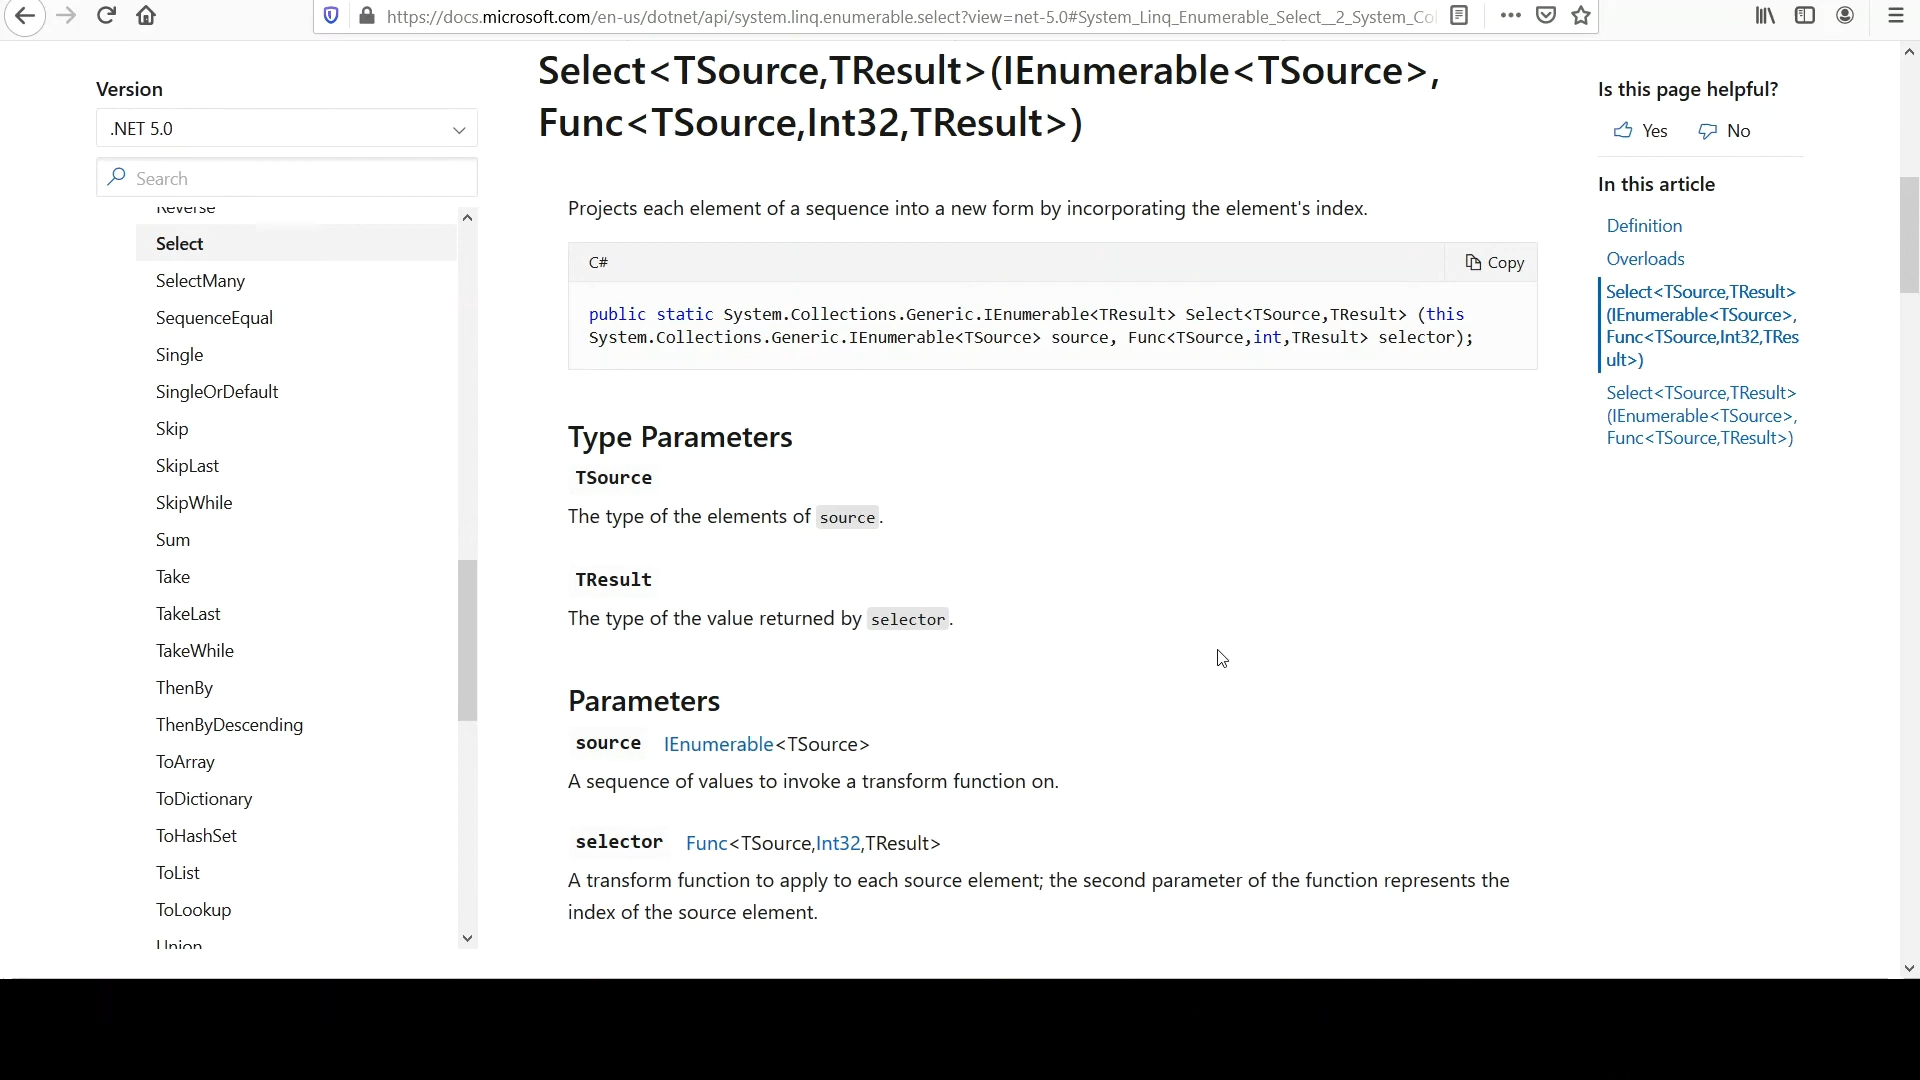 https://docs.microsoft.com/en-us/dotnet/api/system.linq.enumerable.select?view=net-5.0#System_Linq_Enumerable_Select__2_System_Co
Version
.NET 5.0
Search
Reverse
Select
SelectMany
SequenceEqual
Single
SingleOrDefault
Skip
SkipLast
SkipWhile
Sum
Take
TakeLast
TakeWhile
ThenBy
ThenByDescending
ToArray
ToDictionary
ToHashSet
ToList
ToLookup
Union
Select<TSource,TResult>(IEnumerable<TSource>,
Func<TSource,Int32,TResult>)
Projects each element of a sequence into a new form by incorporating the element's index.
C#
Copy
public static System.Collections.Generic.IEnumerable<TResult> Select<TSource,TResult> (this
System.Collections.Generic.IEnumerable<TSource> source, Func<TSource,int,TResult> selector);
Type Parameters
TSource
The type of the elements of source.
TResult
The type of the value returned by selector.
Parameters
source IEnumerable<TSource>
A sequence of values to invoke a transform function on.
selector Func<TSource,Int32,TResult>
A transform function to apply to each source element; the second parameter of the function represents the
index of the source element.
Is this page helpful?
Yes No
In this article
Definition
Overloads
Select<TSource,TResult>
(IEnumerable<TSource>,
Func<TSource,Int32,TRes
ult>)
Select<TSource,TResult>
(IEnumerable<TSource>,
Func<TSource,TResult>)